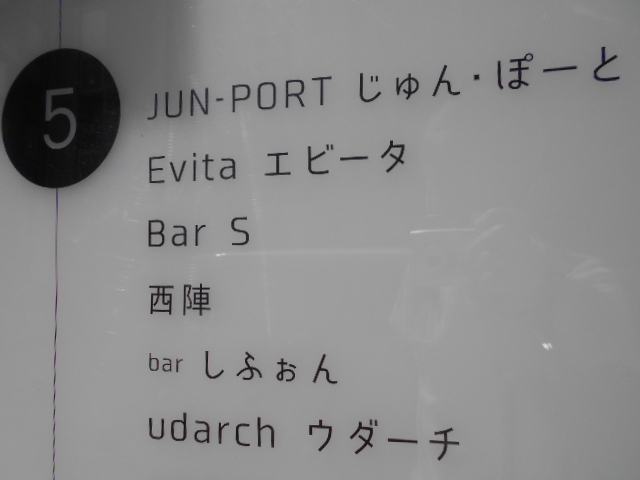 5
JUN-PORT じゅん・ぽーと
Evita エビータ
Bar S
西陣
bar しふぉん
udarch ウダーチ